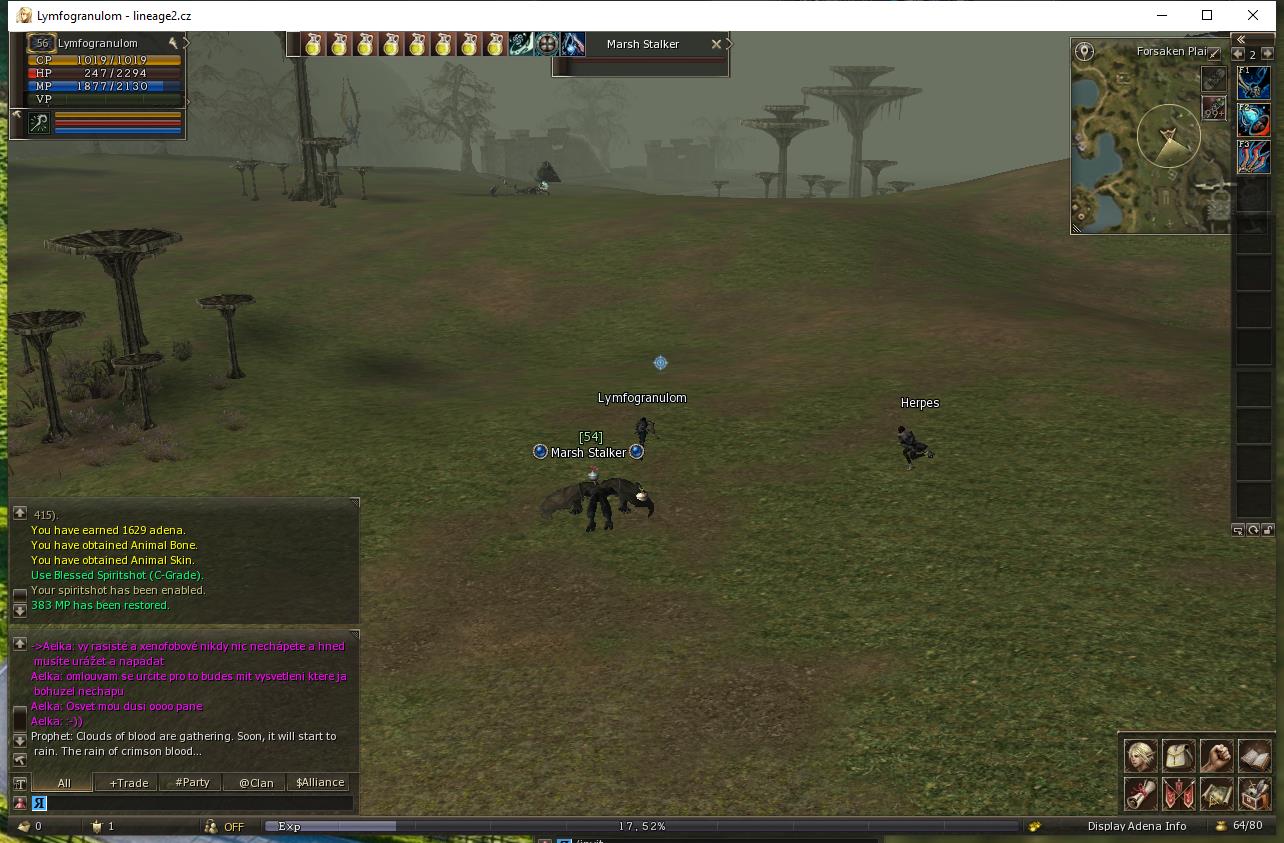 Lymfogranulom - lineage2.cz
56 Lymfogranulom
CP 1019/1019
HP 247/2294
MP 1877/2130
VP
Marsh Stalker
Forsaken Plai
2
99+
F1
F2
F3
Lymfogranulom
Herpes
[54]
Marsh Stalker
415).
You have earned 1629 adena.
You have obtained Animal Bone.
You have obtained Animal Skin.
Use Blessed Spiritshot (C-Grade).
Your spiritshot has been enabled.
383 MP has been restored.
->Aelka: vy rasisté a xenofobové nikdy nic nechápete a hned
musíte urážet a napadat
Aelka: omlouvam se urcite pro to budes mit vysvetleni ktere ja
bohuzel nechapu
Aelka: Osvet mou dusi oooo pane
Aelka: :-))
Prophet: Clouds of blood are gathering. Soon, it will start to
rain. The rain of crimson blood...
All +Trade #Party @Clan $Alliance
Я
0 1 OFF Exp 17,52% Display Adena Info 64/80